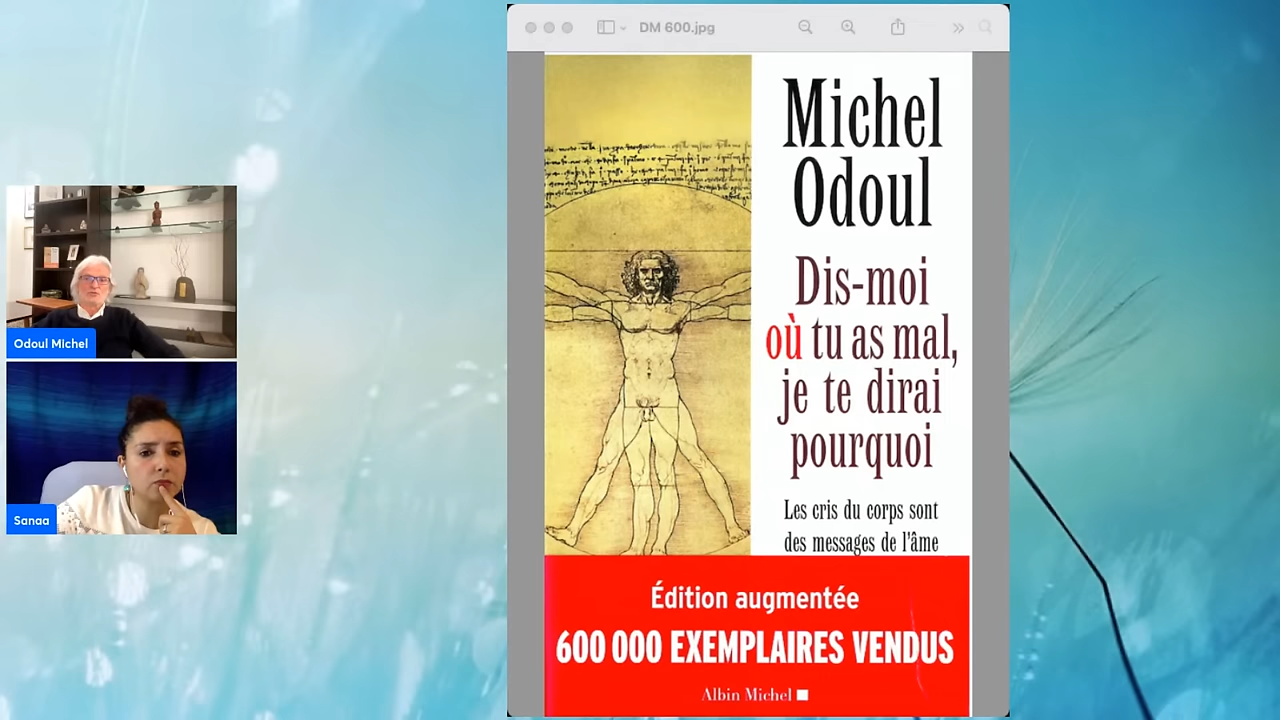 DM 600.jpg
Michel
Odoul
Dis-moi
où tu as mal,
je te dirai
pourquoi
Les cris du corps sont
des messages de l'âme
Édition augmentée
600 000 EXEMPLAIRES VENDUS
Albin Michel
Odoul Michel
Sanaa